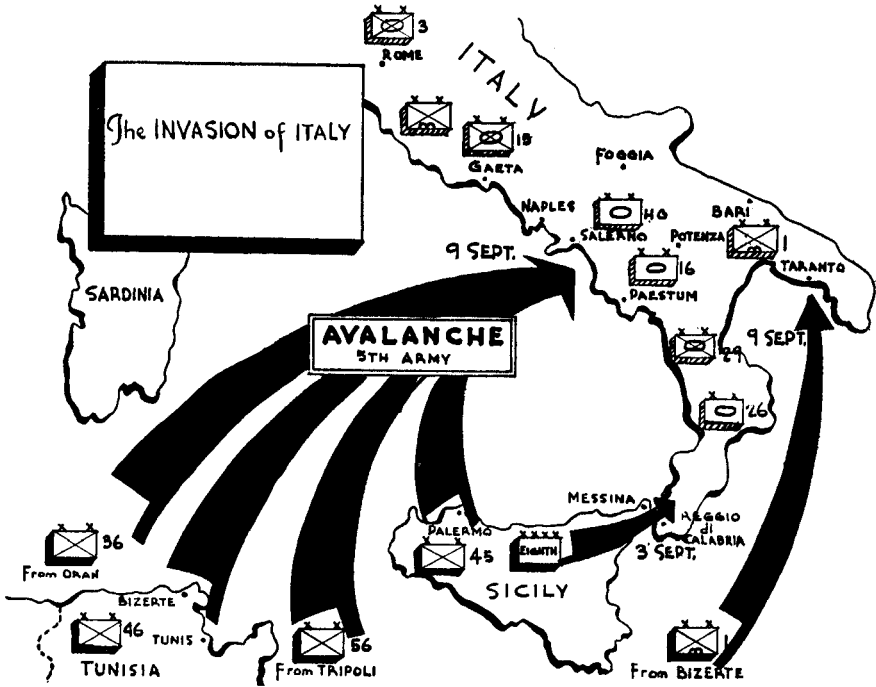 3
ROME
ITALY
The INVASION of ITALY
15
GAETA
FOGGIA
NAPLES
40
BARI
SALERNO
POTENZA
1
9 SEPT.
16
TARANTO
SARDINIA
PAESTUM
AVALANCHE
5TH ARMY
9 SEPT.
29
26
MESSINA
PALERMO
REGGIO
di
CALABRIA
36
EIGHTH
45
3 SEPT.
From ORAN
SICILY
BIZERTE
46
TUNIS
56
1
TUNISIA
From TRIPOLI
From BIZERTE